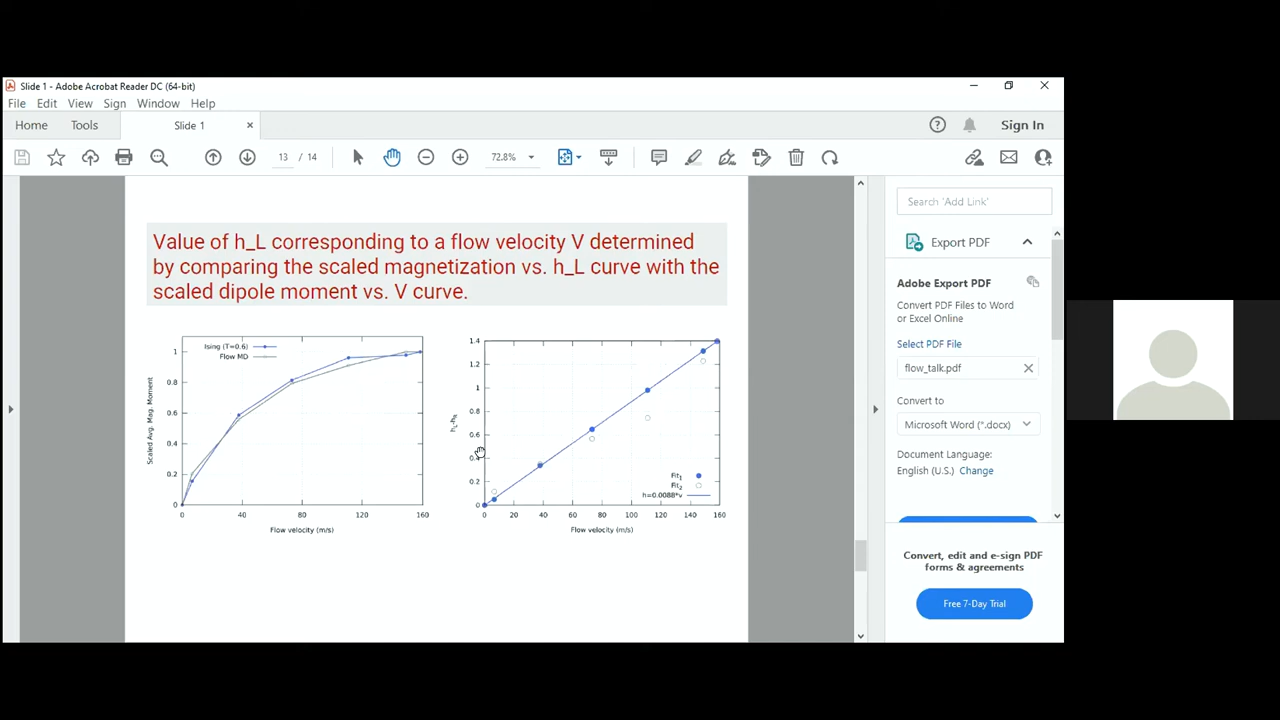 Slide 1 - Adobe Acrobat Reader DC (64-bit)
File Edit View Sign Window Help
Home Tools Slide 1 Sign In
13 / 14 72.8%
Value of h_L corresponding to a flow velocity V determined
by comparing the scaled magnetization vs. h_L curve with the
scaled dipole moment vs. V curve.
Ising (T=0.6)
Flow MD
Scaled Avg. Mag. Moment
1
0.8
0.6
0.4
0.2
0
0 40 80 120 160
Flow velocity (m/s)
hL-hR
1.4
1.2
1
0.8
0.6
0.4
0.2
0
Fit1
Fit2
h=0.0088*v
0 20 40 60 80 100 120 140 160
Flow velocity (m/s)
Search 'Add Link'
Export PDF
Adobe Export PDF
Convert PDF Files to Word
or Excel Online
Select PDF File
flow_talk.pdf
Convert to
Microsoft Word (*.docx)
Document Language:
English (U.S.) Change
Convert, edit and e-sign PDF
forms & agreements
Free 7-Day Trial